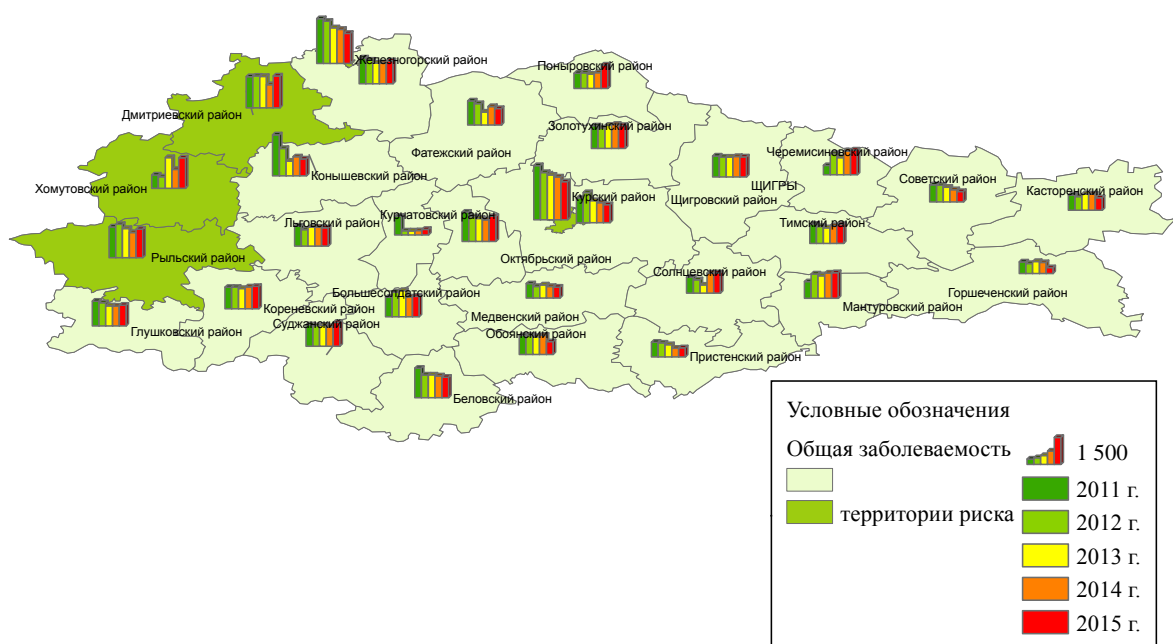 Железногорский район
Поныровский район
Дмитриевский район
Золотухинский район
Фатежский район
Черемисиновский район
Конышевский район
Хомутовский район
ЩИГРЫ
Советский район
Касторенский район
Курский район
Щигровский район
Курчатовский район
Льговский район
Тимский район
Рыльский район
Октябрьский район
Солнцевский район
Большесолдатский район
Горшеченский район
Кореневский район
Медвенский район
Мантуровский район
Суджанский район
Глушковский район
Обоянский район
Пристенский район
Беловский район
Условные обозначения
Общая заболеваемость
территории риска
1 500
2011 г.
2012 г.
2013 г.
2014 г.
2015 г.